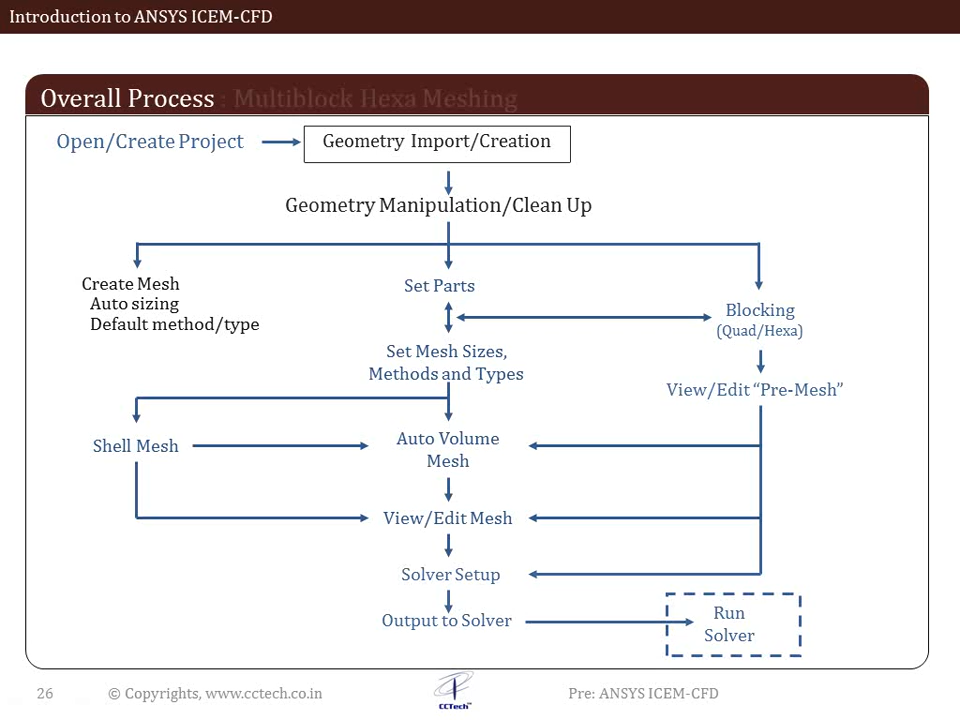 Introduction to ANSYS ICEM-CFD
Overall Process : Multiblock Hexa Meshing
Open/Create Project
Geometry Import/Creation
Geometry Manipulation/Clean Up
Create Mesh
Auto sizing
Default method/type
Set Parts
Blocking
(Quad/Hexa)
Set Mesh Sizes,
Methods and Types
View/Edit “Pre-Mesh”
Shell Mesh
Auto Volume
Mesh
View/Edit Mesh
Solver Setup
Output to Solver
Run
Solver
26
© Copyrights, www.cctech.co.in
CCTech™
Pre: ANSYS ICEM-CFD